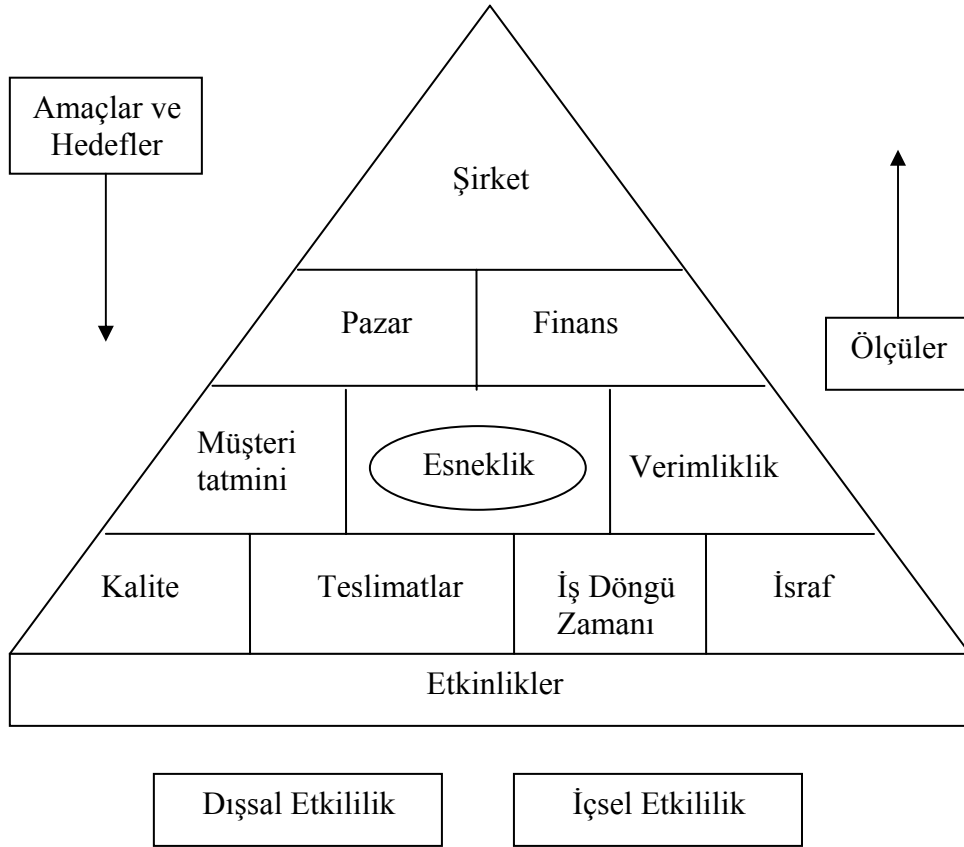 Amaçlar ve
Hedefler
Şirket
Pazar
Finans
Ölçüler
Müşteri
tatmini
Esneklik
Verimliklik
Kalite
Teslimatlar
İş Döngü
Zamanı
İsraf
Etkinlikler
Dışsal Etkililik
İçsel Etkililik